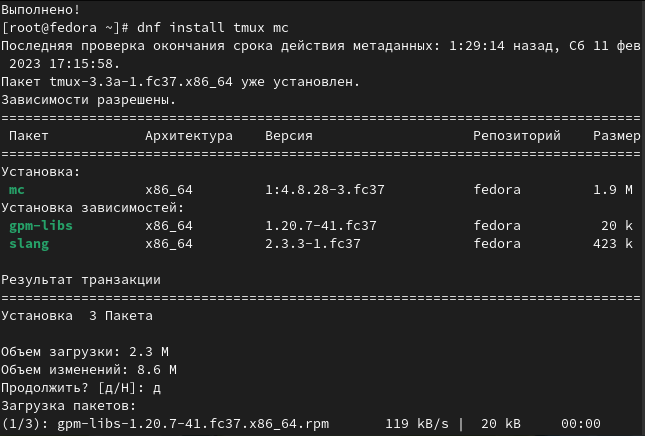 Выполнено!
[root@fedora ~]# dnf install tmux mc
Последняя проверка окончания срока действия метаданных: 1:29:14 назад, Сб 11 фев
 2023 17:15:58.
Пакет tmux-3.3a-1.fc37.x86_64 уже установлен.
Зависимости разрешены.
================================================================================
 Пакет            Архитектура    Версия                    Репозиторий    Размер
================================================================================
Установка:
 mc               x86_64         1:4.8.28-3.fc37           fedora          1.9 M
Установка зависимостей:
 gpm-libs         x86_64         1.20.7-41.fc37            fedora           20 k
 slang            x86_64         2.3.3-1.fc37              fedora          423 k

Результат транзакции
================================================================================
Установка  3 Пакета

Объем загрузки: 2.3 M
Объем изменений: 8.6 M
Продолжить? [д/Н]: д
Загрузка пакетов:
(1/3): gpm-libs-1.20.7-41.fc37.x86_64.rpm       119 kB/s |  20 kB     00:00